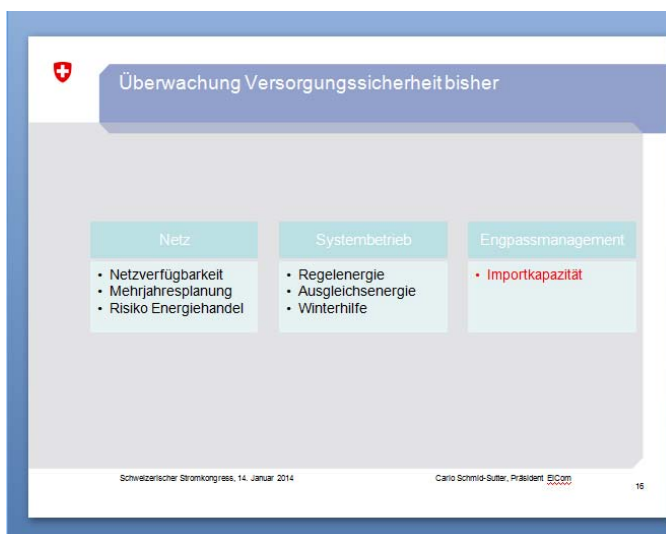 Überwachung Versorgungssicherheit bisher
Netz
• Netzverfügbarkeit
• Mehrjahresplanung
• Risiko Energiehandel
Systembetrieb
• Regelenergie
• Ausgleichsenergie
• Winterhilfe
Engpassmanagement
• Importkapazität
Schweizerischer Stromkongress, 14. Januar 2014
Carlo Schmid-Sutter, Präsident ElCom
16